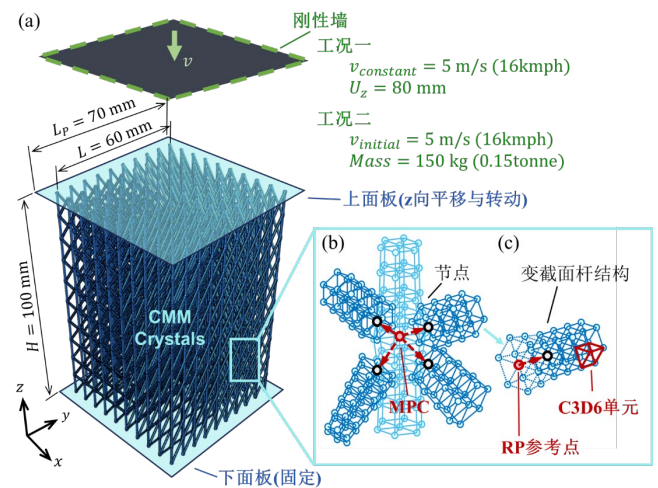 (a)
刚性墙
v
工况一
v_constant = 5 m/s (16kmph)
U_z = 80 mm
工况二
v_initial = 5 m/s (16kmph)
Mass = 150 kg (0.15tonne)
L_P = 70 mm
L = 60 mm
上面板(z向平移与转动)
H = 100 mm
CMM
Crystals
(b)
节点
MPC
(c)
变截面杆结构
C3D6单元
RP参考点
z
y
x
下面板(固定)